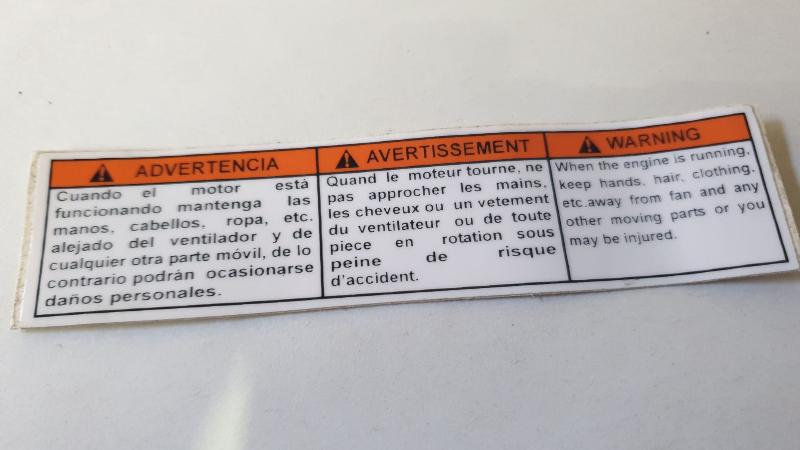 ADVERTENCIA
Cuando el motor està
funcionando mantenga las
manos, cabellos, ropa, etc.
alejado del ventilador y de
cualquier otra parte móvil, de lo
contrario podrán ocasionarse
daños personales.
AVERTISSEMENT
Quand le moteur tourne, ne
pas approcher les mains,
les cheveux ou un vetement
du ventilateur ou de toute
piece en rotation sous
peine de risque
d'accident.
WARNING
When the engine is running,
keep hands, hair, clothing,
etc.away from fan and any
other moving parts or you
may be injured.